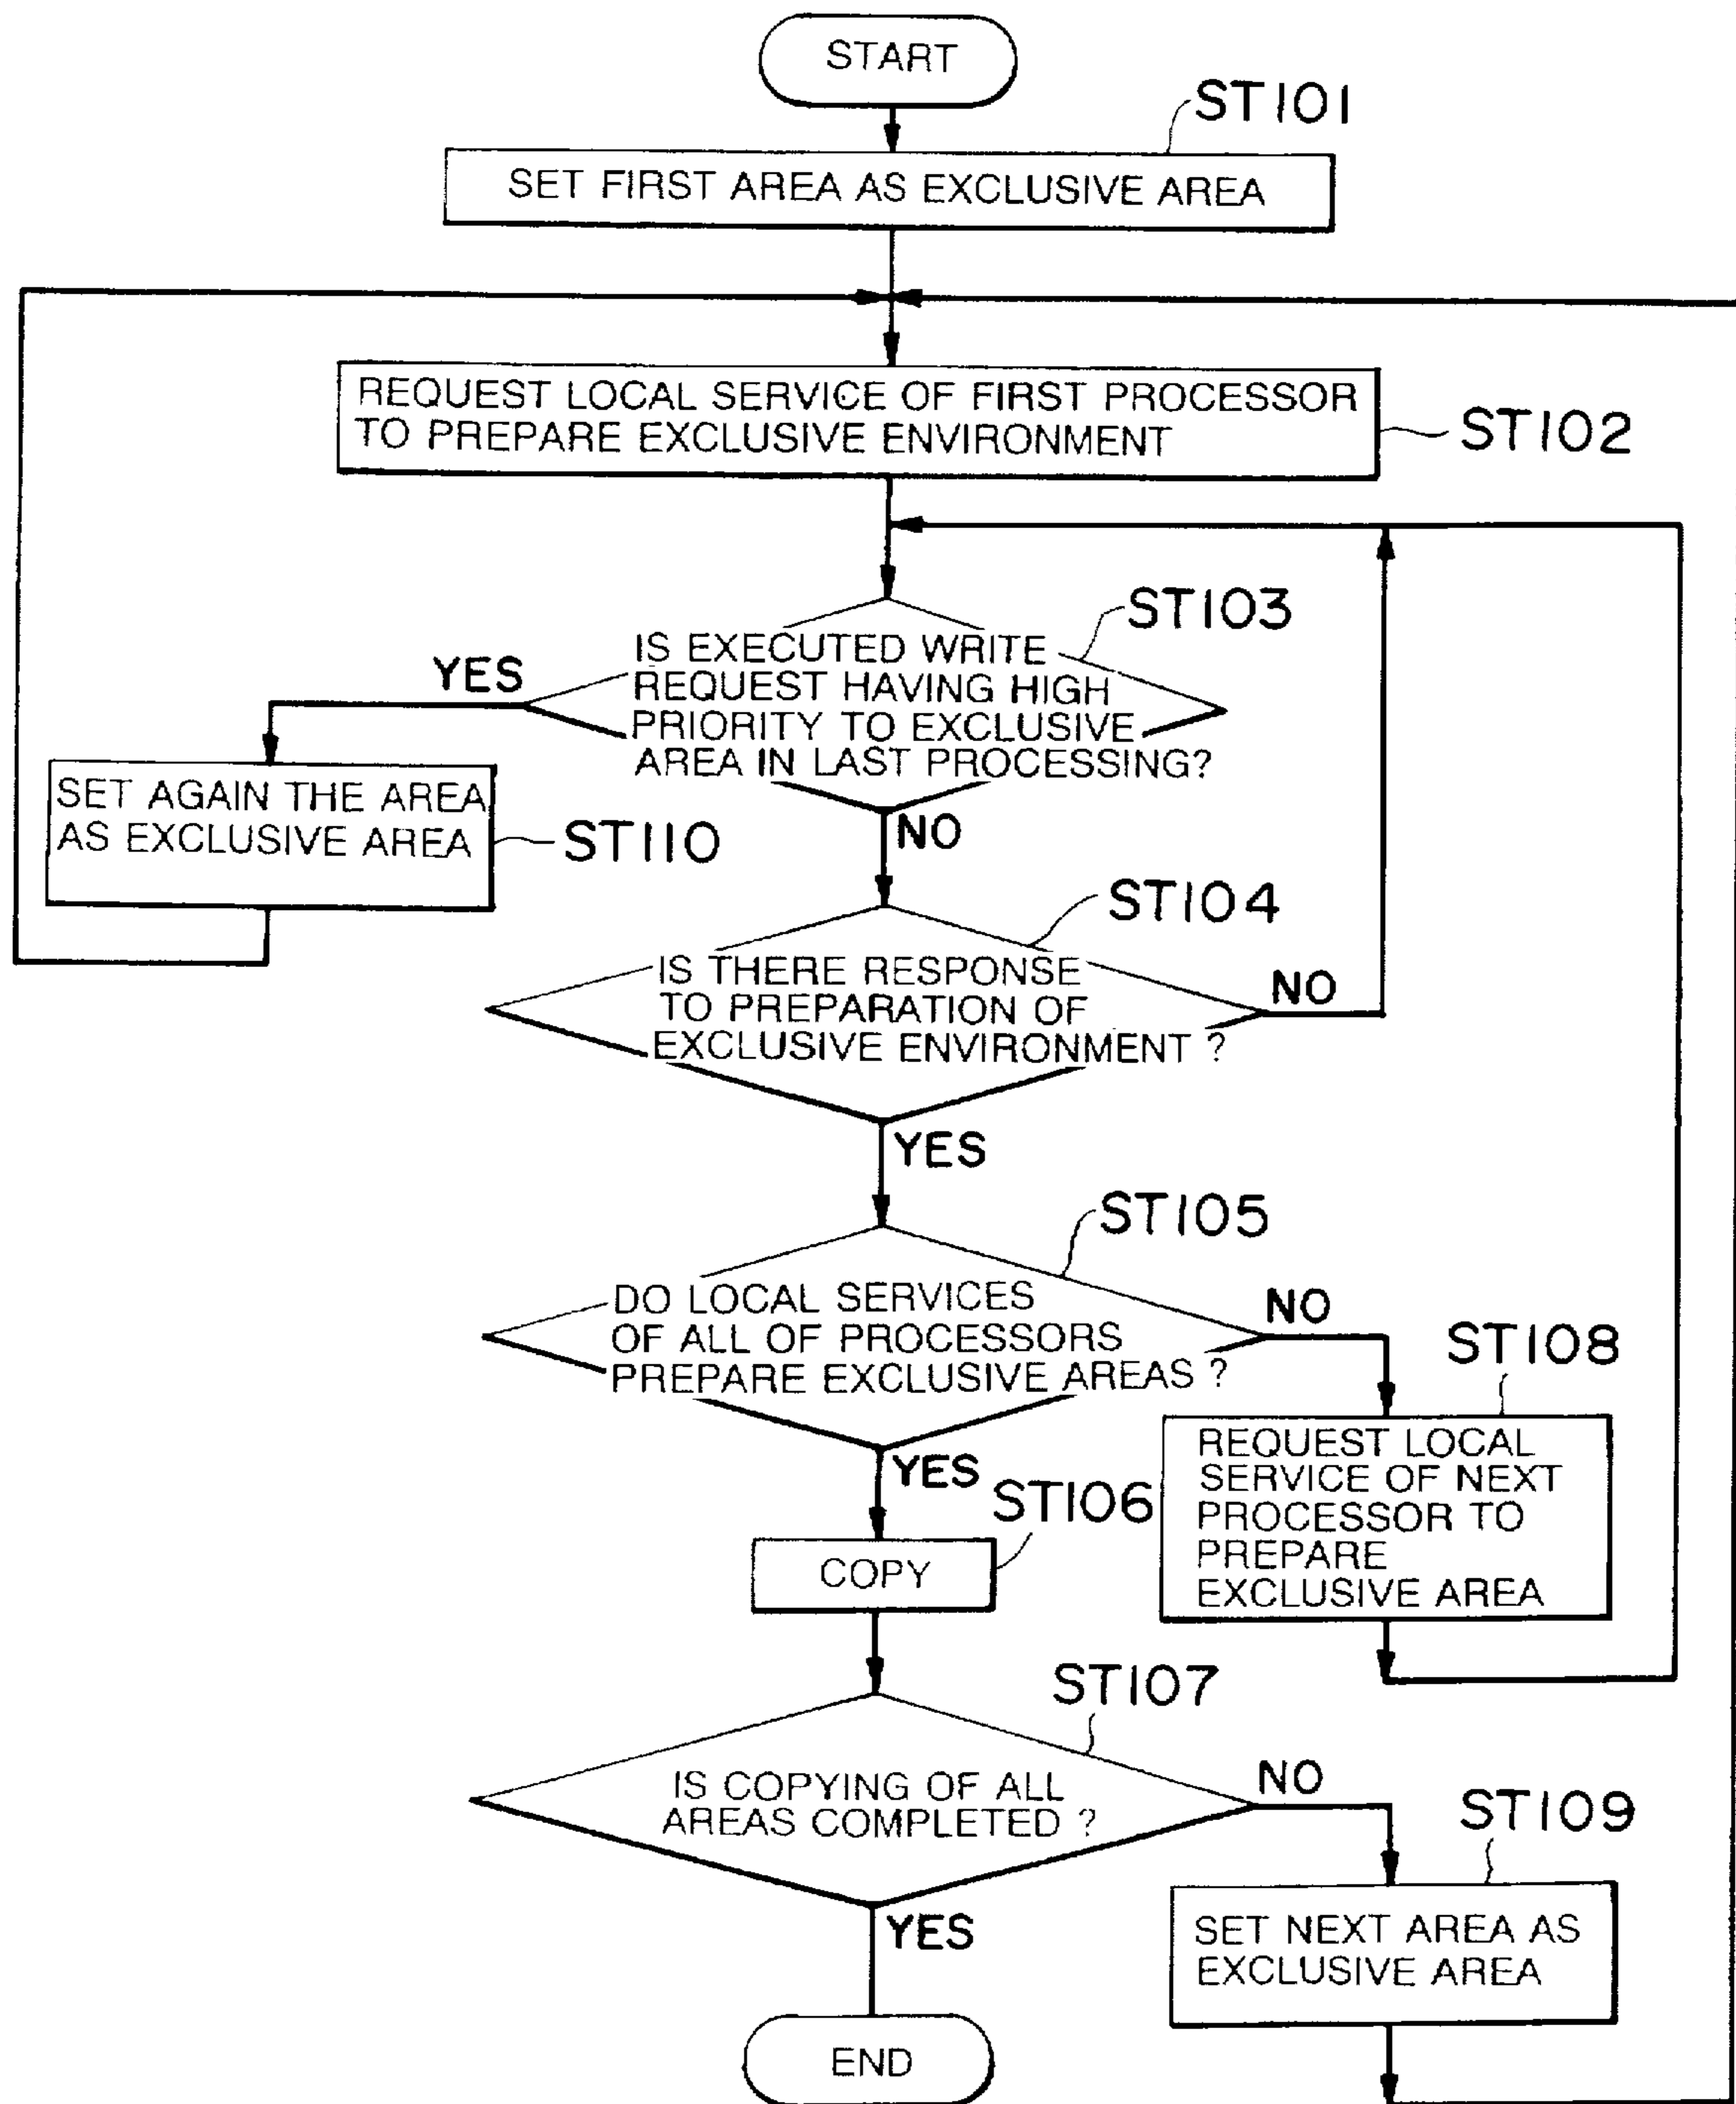 START
ST101
SET FIRST AREA AS EXCLUSIVE AREA
REQUEST LOCAL SERVICE OF FIRST PROCESSOR
TO PREPARE EXCLUSIVE ENVIRONMENT
ST102
ST103
IS EXECUTED WRITE
REQUEST HAVING HIGH
PRIORITY TO EXCLUSIVE
AREA IN LAST PROCESSING?
YES
NO
SET AGAIN THE AREA
AS EXCLUSIVE AREA
ST110
ST104
IS THERE RESPONSE
TO PREPARATION OF
EXCLUSIVE ENVIRONMENT ?
NO
YES
ST105
DO LOCAL SERVICES
OF ALL OF PROCESSORS
PREPARE EXCLUSIVE AREAS ?
NO
YES
ST108
REQUEST LOCAL
SERVICE OF NEXT
PROCESSOR TO
PREPARE
EXCLUSIVE AREA
ST106
COPY
ST107
IS COPYING OF ALL
AREAS COMPLETED ?
NO
YES
ST109
SET NEXT AREA AS
EXCLUSIVE AREA
END